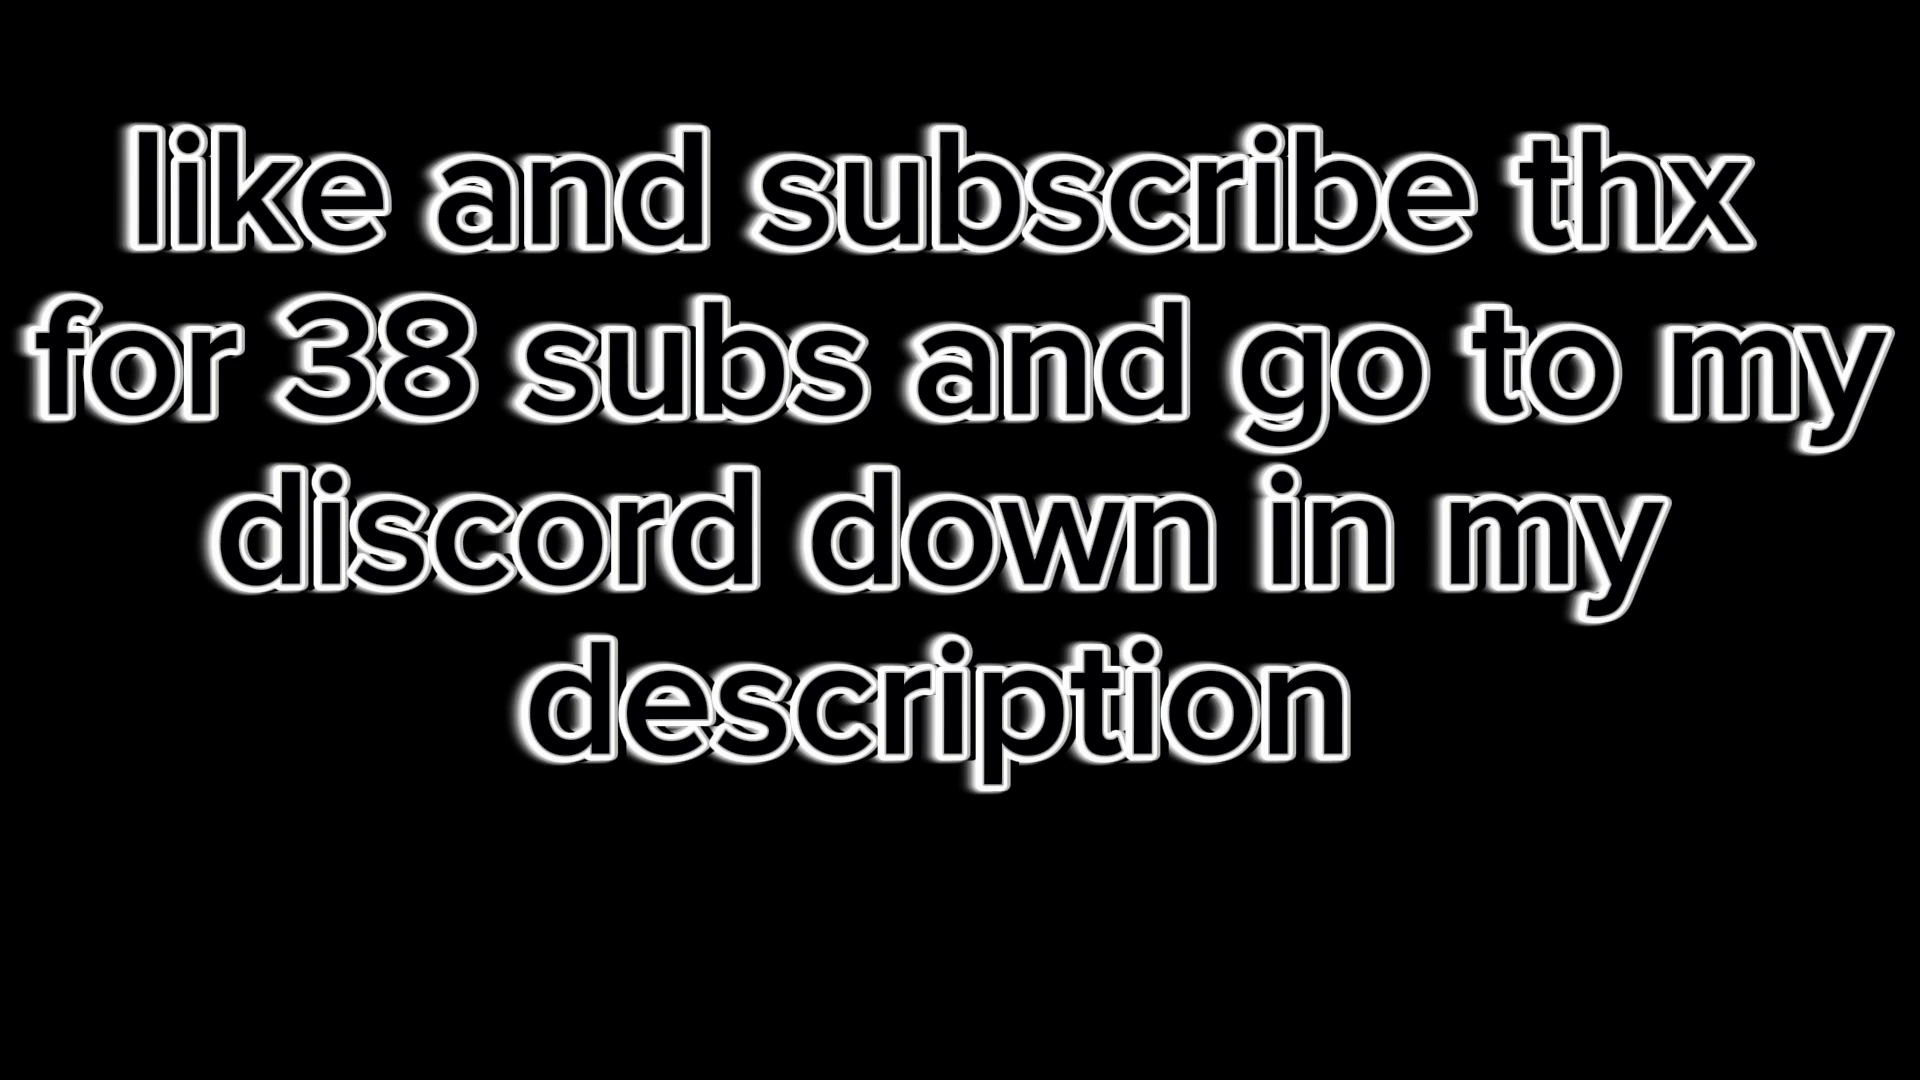 like and subscribe thx
for 38 subs and go to my
discord down in my
description